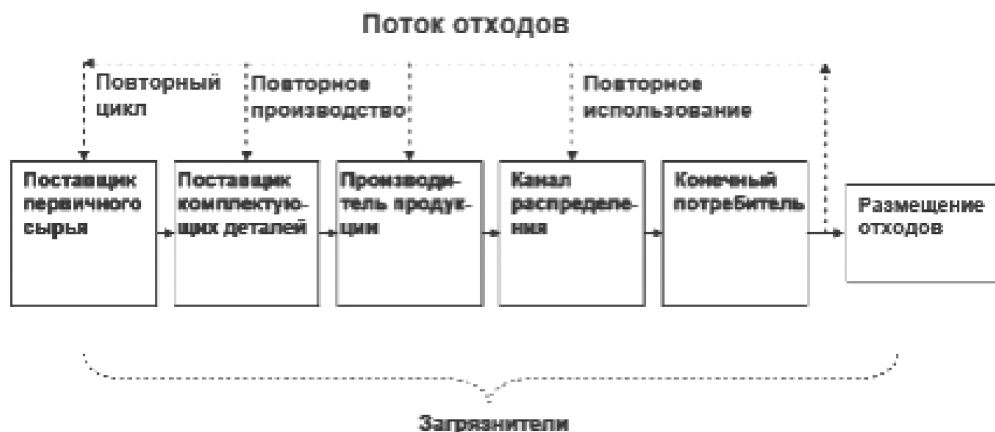 Поток отходов
Повторный
цикл
Повторное
производство
Повторное
использование
Поставщик
первичного
сырья
Поставщик
комплектую-
щих деталей
Производи-
тель продук-
ции
Канал
распределе-
ния
Конечный
потребитель
Размещение
отходов
Загрязнители